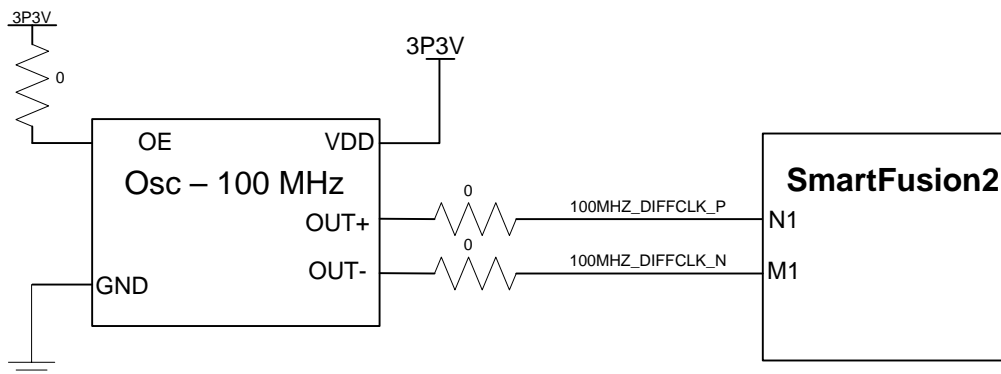 3P3V
0
3P3V
OE
VDD
Osc – 100 MHz
OUT+
OUT-
GND
0
100MHZ_DIFFCLK_P
0
100MHZ_DIFFCLK_N
SmartFusion2
N1
M1